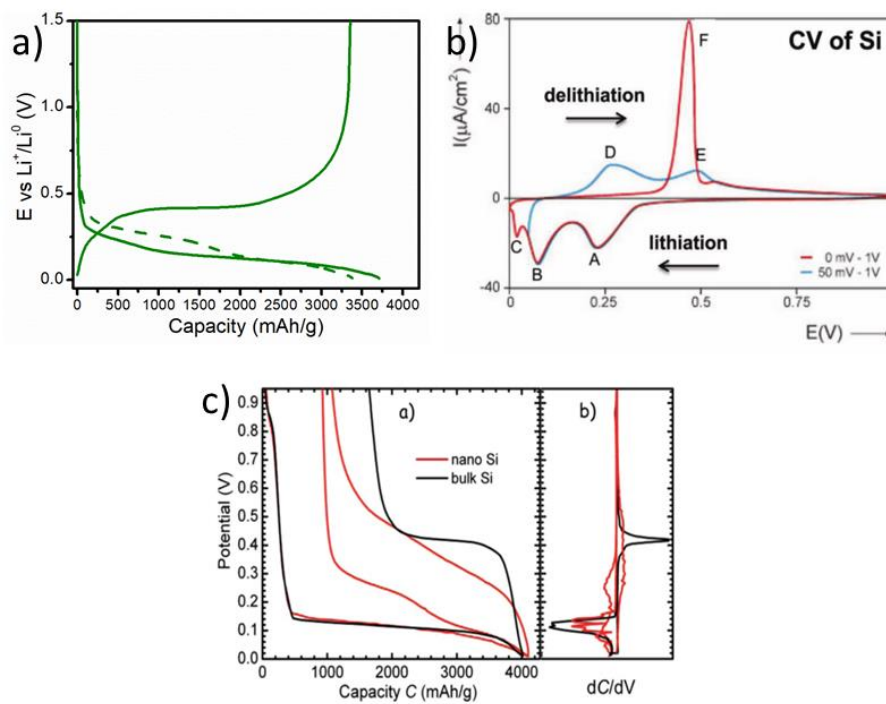 a)
1.5
1.0
0.5
0.0
E vs Li⁺/Li⁰ (V)
0 500 1000 1500 2000 2500 3000 3500 4000
Capacity (mAh/g)
b)
CV of Si
I(μA/cm²)
80
40
0
-40
F
delithiation
D
E
C
B
A
lithiation
0 mV - 1V
50 mV - 1V
0 0.25 0.5 0.75
E(V)
c)
a)
b)
nano Si
bulk Si
Potential (V)
0.9
0.8
0.7
0.6
0.5
0.4
0.3
0.2
0.1
0.0
0 1000 2000 3000 4000
Capacity C (mAh/g)
dC/dV